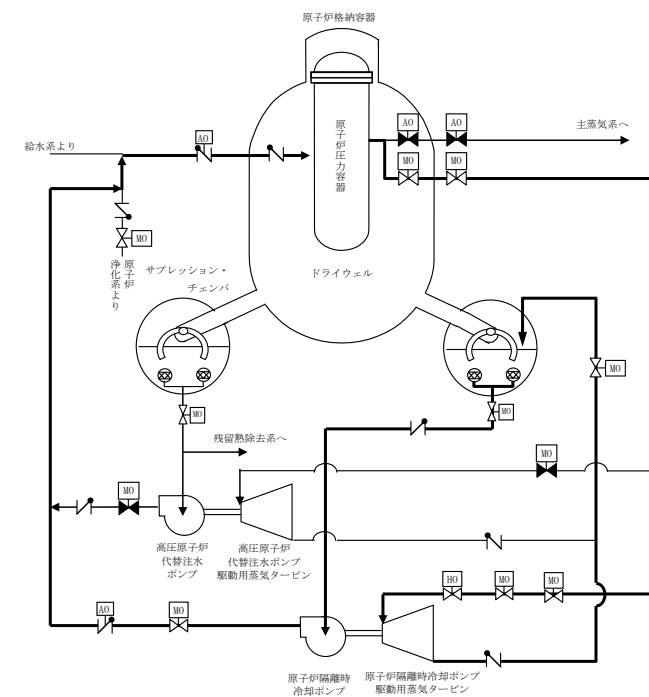 原子炉格納容器
原子炉圧力容器
AO
AO
主蒸気系へ
給水系より
AO
MO
MO
MO
原子炉
浄化系より
サプレッション・
チェンバ
ドライウェル
MO
MO
MO
残留熱除去系へ
MO
MO
高圧原子炉
代替注水
ポンプ
高圧原子炉
代替注水ポンプ
駆動用蒸気タービン
HO
MO
MO
AO
MO
原子炉隔離時
冷却ポンプ
原子炉隔離時冷却ポンプ
駆動用蒸気タービン